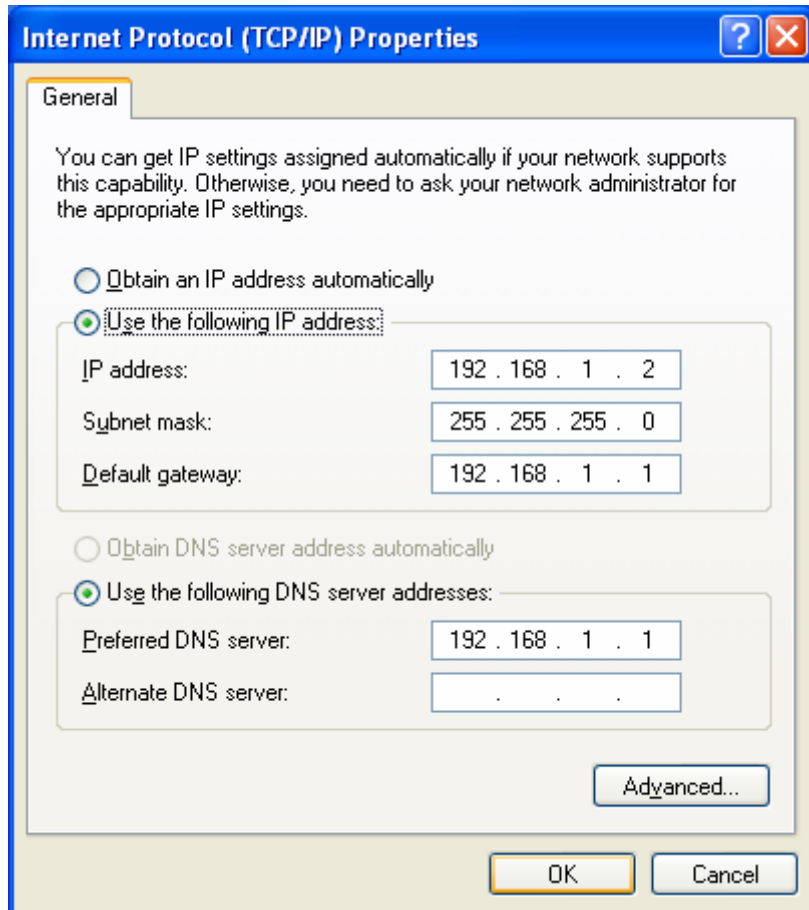 Internet Protocol (TCP/IP) Properties
General
You can get IP settings assigned automatically if your network supports
this capability. Otherwise, you need to ask your network administrator for
the appropriate IP settings.
Obtain an IP address automatically
Use the following IP address:
IP address: 192 . 168 . 1 . 2
Subnet mask: 255 . 255 . 255 . 0
Default gateway: 192 . 168 . 1 . 1
Obtain DNS server address automatically
Use the following DNS server addresses:
Preferred DNS server: 192 . 168 . 1 . 1
Alternate DNS server: . . .
Advanced...
OK Cancel